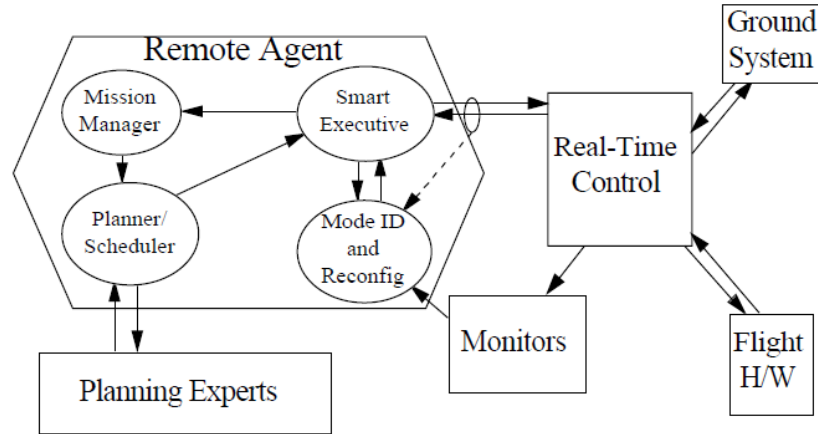 Remote Agent
Mission
Manager
Smart
Executive
Planner/
Scheduler
Mode ID
and
Reconfig
Real-Time
Control
Ground
System
Monitors
Flight
H/W
Planning Experts